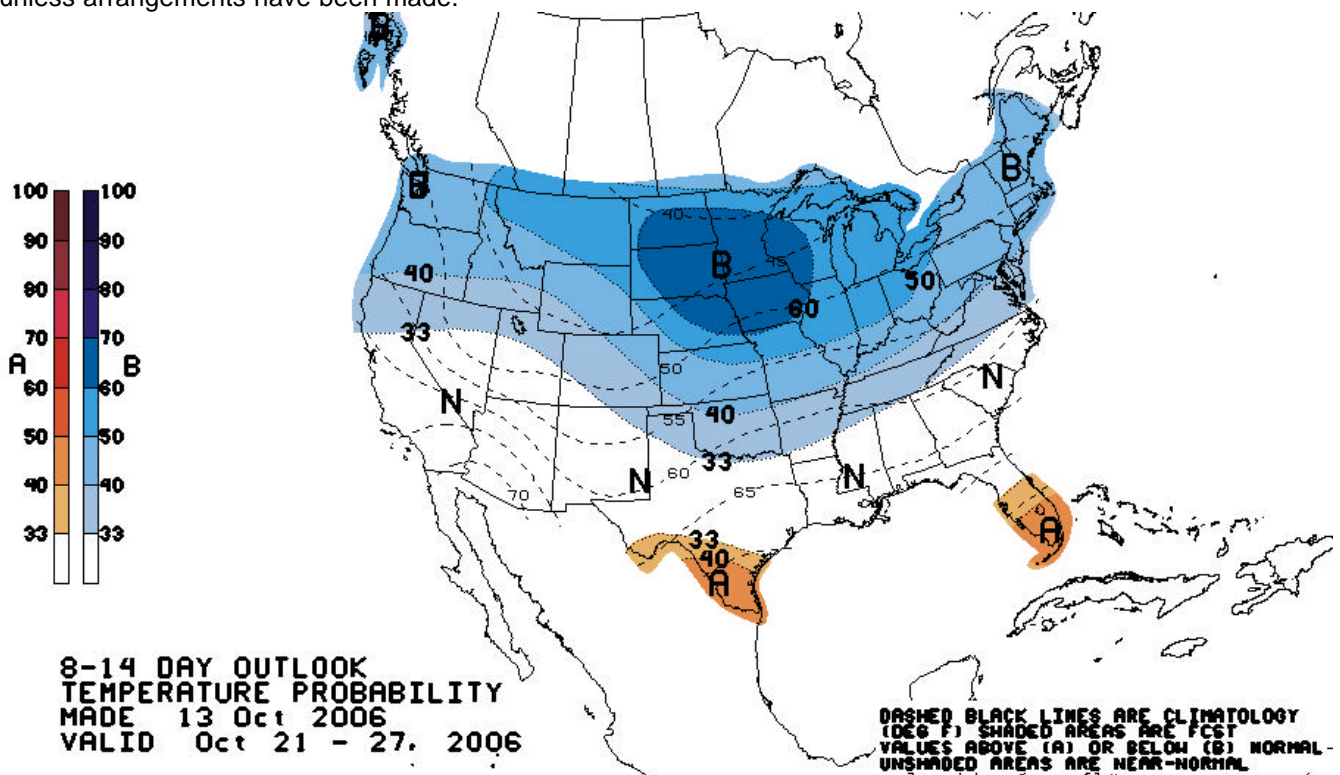 unless arrangements have been made.
B
B
B
100 100
90 90
80 80
70 70
A B
60 60
50 50
40 40
33 33
40
B
45
40
60
50
33
50
N
N
40
55
33
60
N
N
65
70
33
40
A
A
8-14 DAY OUTLOOK
TEMPERATURE PROBABILITY
MADE 13 Oct 2006
VALID Oct 21 - 27, 2006
DASHED BLACK LINES ARE CLIMATOLOGY
(DEG F) SHADED AREAS ARE FCST
VALUES ABOVE (A) OR BELOW (B) NORMAL
UNSHADED AREAS ARE NEAR-NORMAL